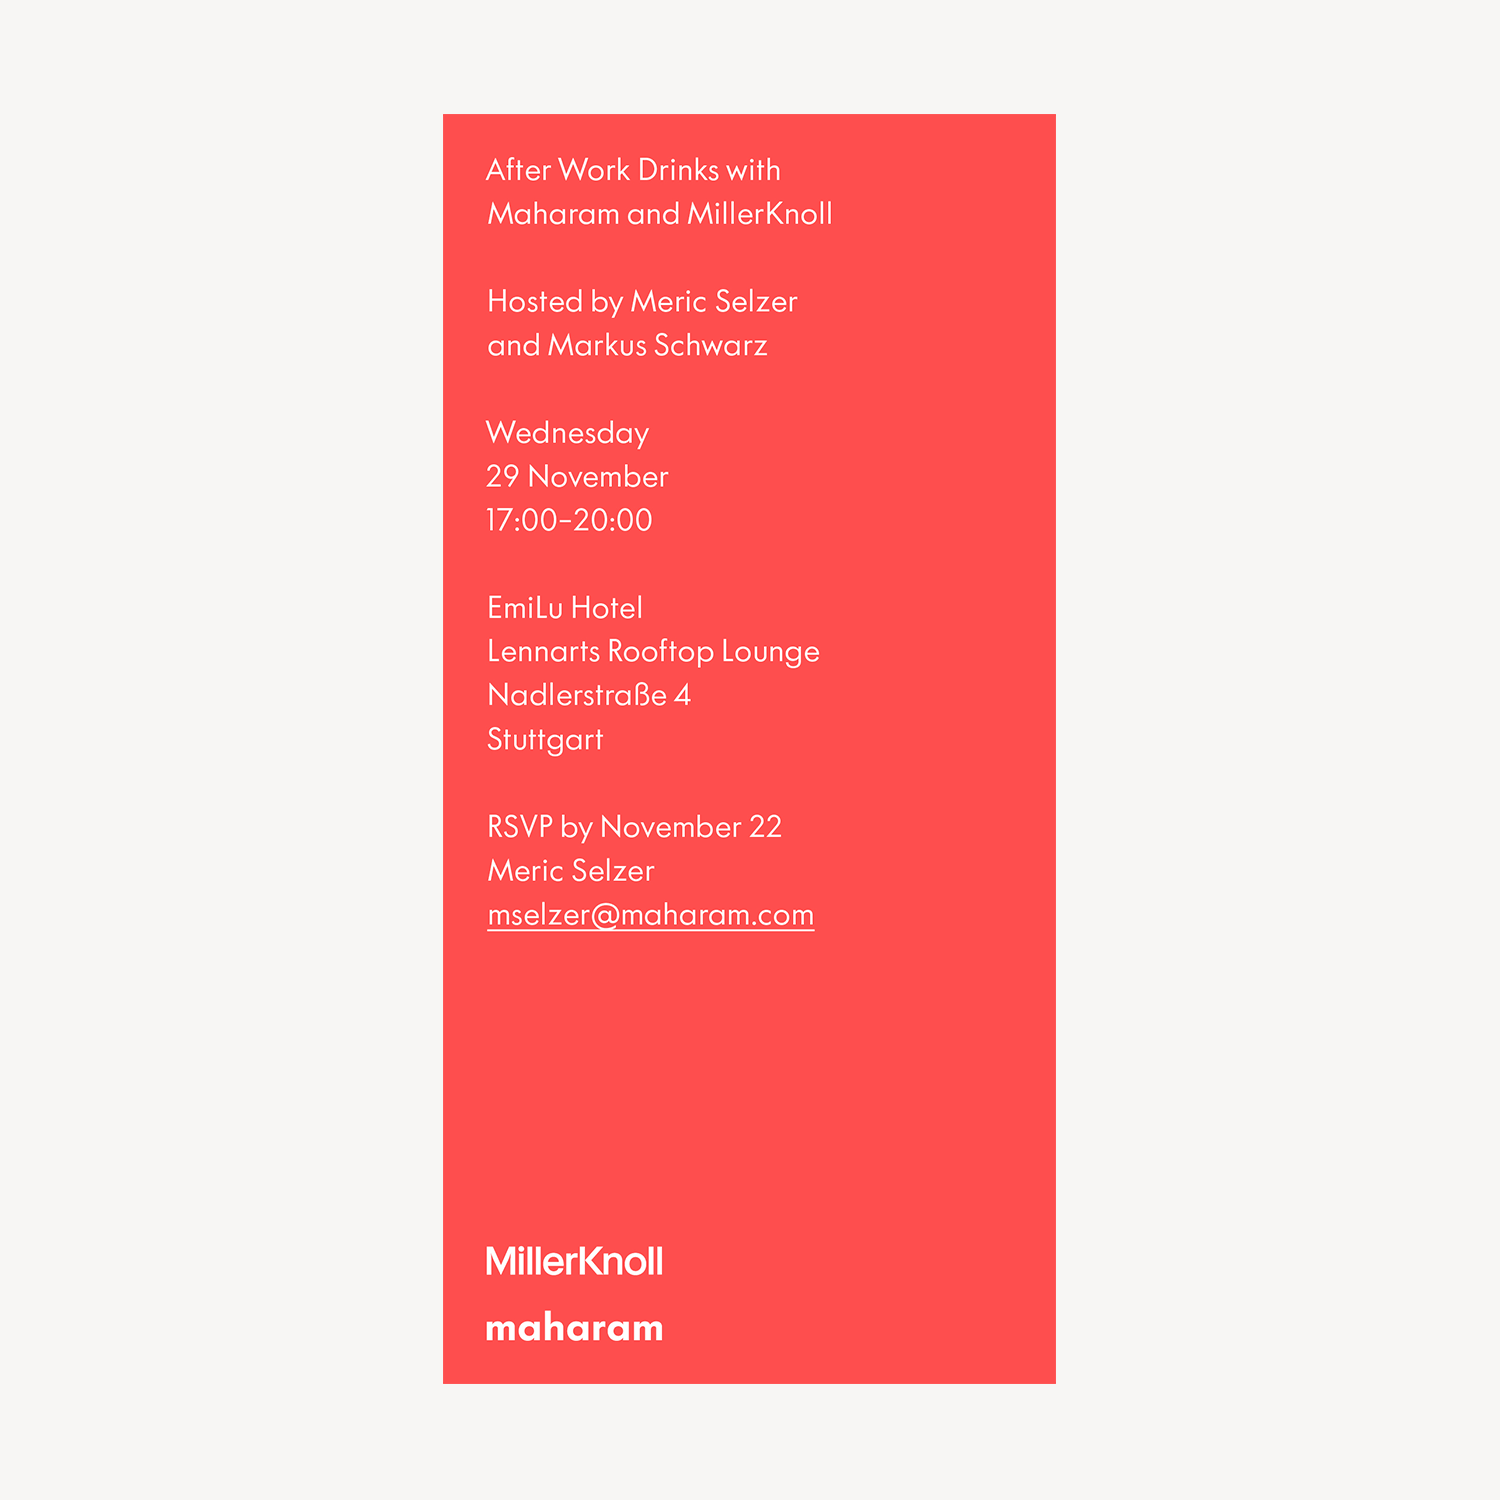 After Work Drinks with
Maharam and MillerKnoll
Hosted by Meric Selzer
and Markus Schwarz
Wednesday
29 November
17:00–20:00
EmiLu Hotel
Lennarts Rooftop Lounge
Nadlerstraße 4
Stuttgart
RSVP by November 22
Meric Selzer
mselzer@maharam.com
MillerKnoll
maharam